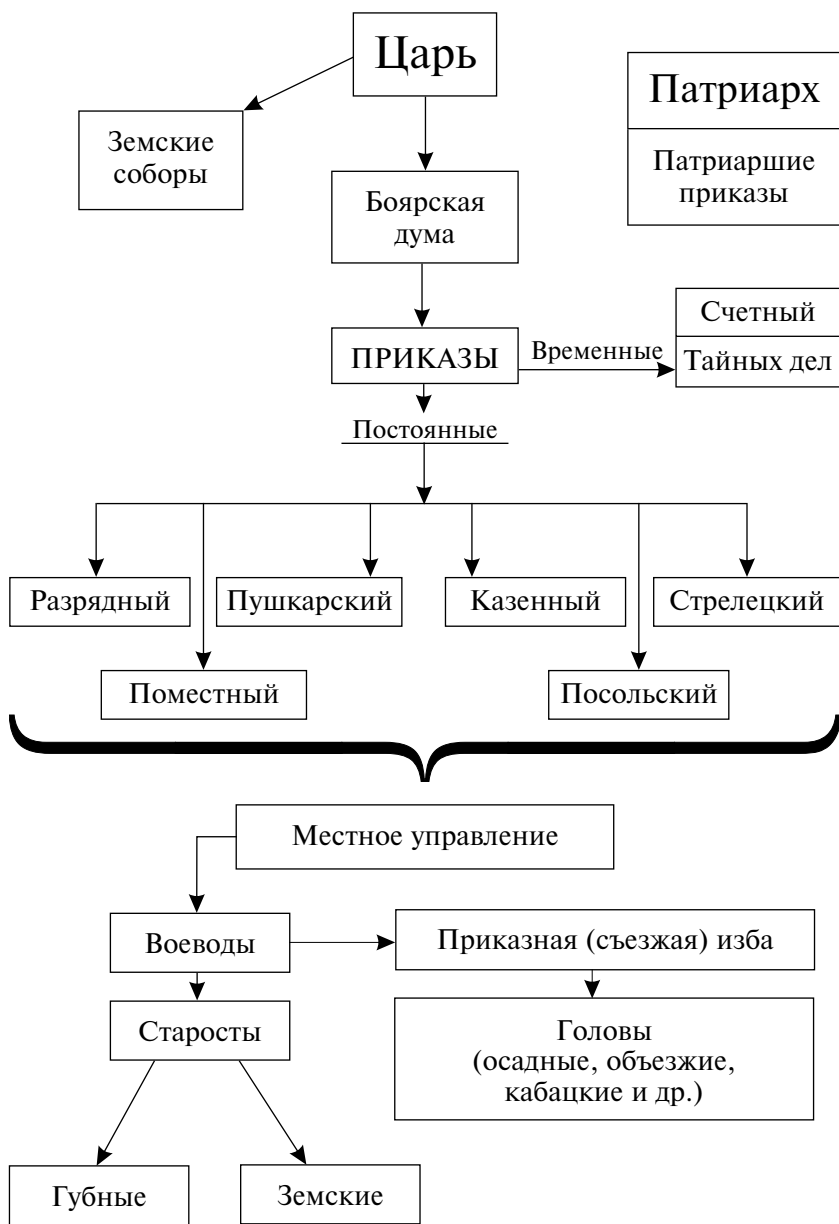 Царь
Патриарх
Земские
соборы
Патриаршие
приказы
Боярская
дума
Счетный
ПРИКАЗЫ
Временные
Тайных дел
Постоянные
Разрядный
Пушкарский
Казенный
Стрелецкий
Поместный
Посольский
Местное управление
Воеводы
Приказная (съезжая) изба
Старосты
Головы
(осадные, объезжие,
кабацкие и др.)
Губные
Земские